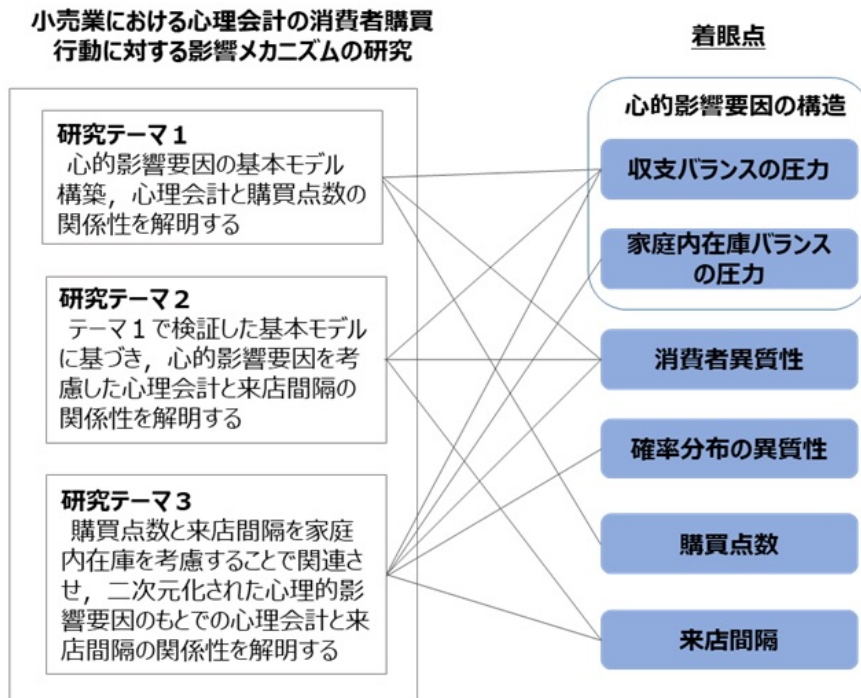 小売業における心理会計の消費者購買
行動に対する影響メカニズムの研究
研究テーマ１
心的影響要因の基本モデル
構築，心理会計と購買点数の
関係性を解明する
研究テーマ２
テーマ１で検証した基本モデル
に基づき，心的影響要因を考
慮した心理会計と来店間隔の
関係性を解明する
研究テーマ３
購買点数と来店間隔を家庭
内在庫を考慮することで関連さ
せ，二次元化された心理的影
響要因のもとでの心理会計と来
店間隔の関係性を解明する
着眼点
心的影響要因の構造
収支バランスの圧力
家庭内在庫バランス
の圧力
消費者異質性
確率分布の異質性
購買点数
来店間隔